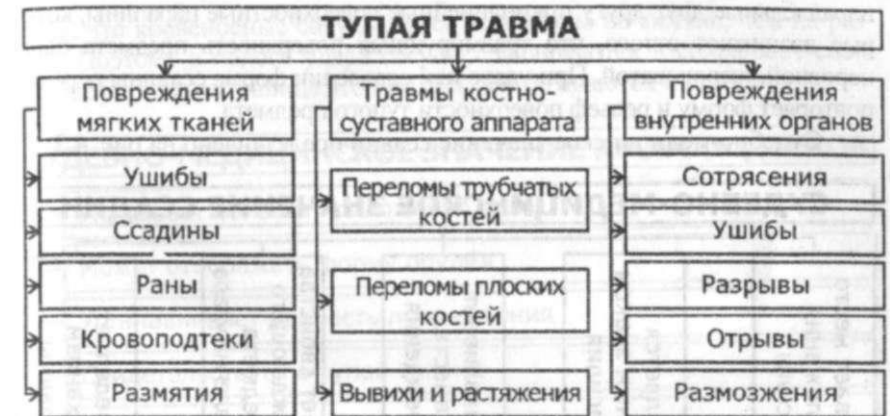 ТУПАЯ ТРАВМА
Повреждения
мягких тканей
Ушибы
Ссадины
Раны
Кровоподтеки
Размятия
Травмы костно-
суставного аппарата
Переломы трубчатых
костей
Переломы плоских
костей
Вывихи и растяжения
Повреждения
внутренних органов
Сотрясения
Ушибы
Разрывы
Отрывы
Размозжения